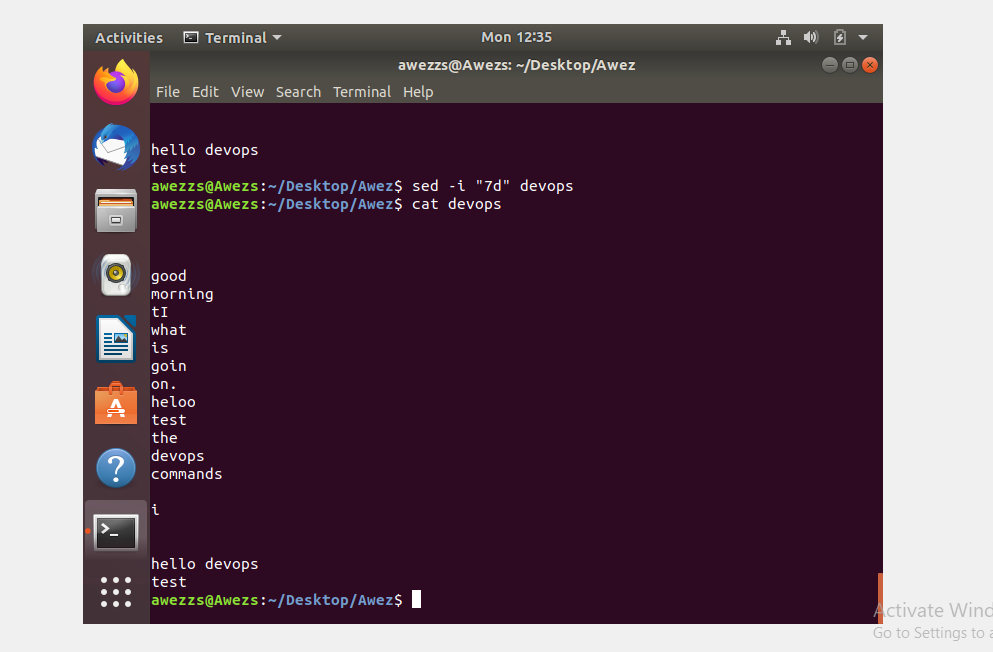 Activities Terminal Mon 12:35
awezzs@Awezs: ~/Desktop/Awez
File Edit View Search Terminal Help
hello devops
test
awezzs@Awezs:~/Desktop/Awez$ sed -i "7d" devops
awezzs@Awezs:~/Desktop/Awez$ cat devops
good
morning
tI
what
is
goin
on.
heloo
test
the
devops
commands
i
hello devops
test
awezzs@Awezs:~/Desktop/Awez$
Activate Wind
Go to Settings to a